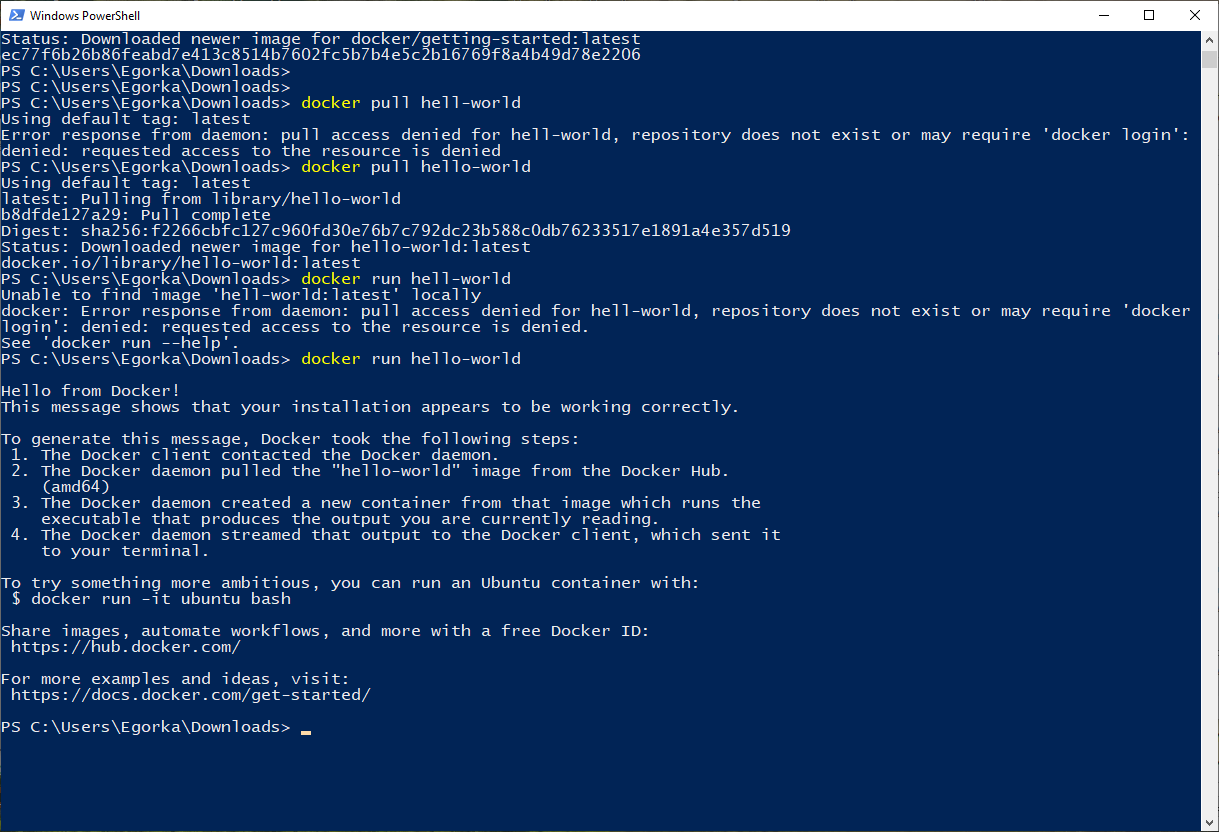 Windows PowerShell
Status: Downloaded newer image for docker/getting-started:latest
ec77f6b26b86feabd7e413c8514b7602fc5b7b4e5c2b16769f8a4b49d78e2206
PS C:\Users\Egorka\Downloads>
PS C:\Users\Egorka\Downloads>
PS C:\Users\Egorka\Downloads> docker pull hell-world
Using default tag: latest
Error response from daemon: pull access denied for hell-world, repository does not exist or may require 'docker login':
denied: requested access to the resource is denied
PS C:\Users\Egorka\Downloads> docker pull hello-world
Using default tag: latest
latest: Pulling from library/hello-world
b8dfde127a29: Pull complete
Digest: sha256:f2266cbfc127c960fd30e76b7c792dc23b588c0db76233517e1891a4e357d519
Status: Downloaded newer image for hello-world:latest
docker.io/library/hello-world:latest
PS C:\Users\Egorka\Downloads> docker run hell-world
Unable to find image 'hell-world:latest' locally
docker: Error response from daemon: pull access denied for hell-world, repository does not exist or may require 'docker
login': denied: requested access to the resource is denied.
See 'docker run --help'.
PS C:\Users\Egorka\Downloads> docker run hello-world
Hello from Docker!
This message shows that your installation appears to be working correctly.
To generate this message, Docker took the following steps:
1. The Docker client contacted the Docker daemon.
2. The Docker daemon pulled the "hello-world" image from the Docker Hub.
(amd64)
3. The Docker daemon created a new container from that image which runs the
executable that produces the output you are currently reading.
4. The Docker daemon streamed that output to the Docker client, which sent it
to your terminal.
To try something more ambitious, you can run an Ubuntu container with:
$ docker run -it ubuntu bash
Share images, automate workflows, and more with a free Docker ID:
https://hub.docker.com/
For more examples and ideas, visit:
https://docs.docker.com/get-started/
PS C:\Users\Egorka\Downloads>